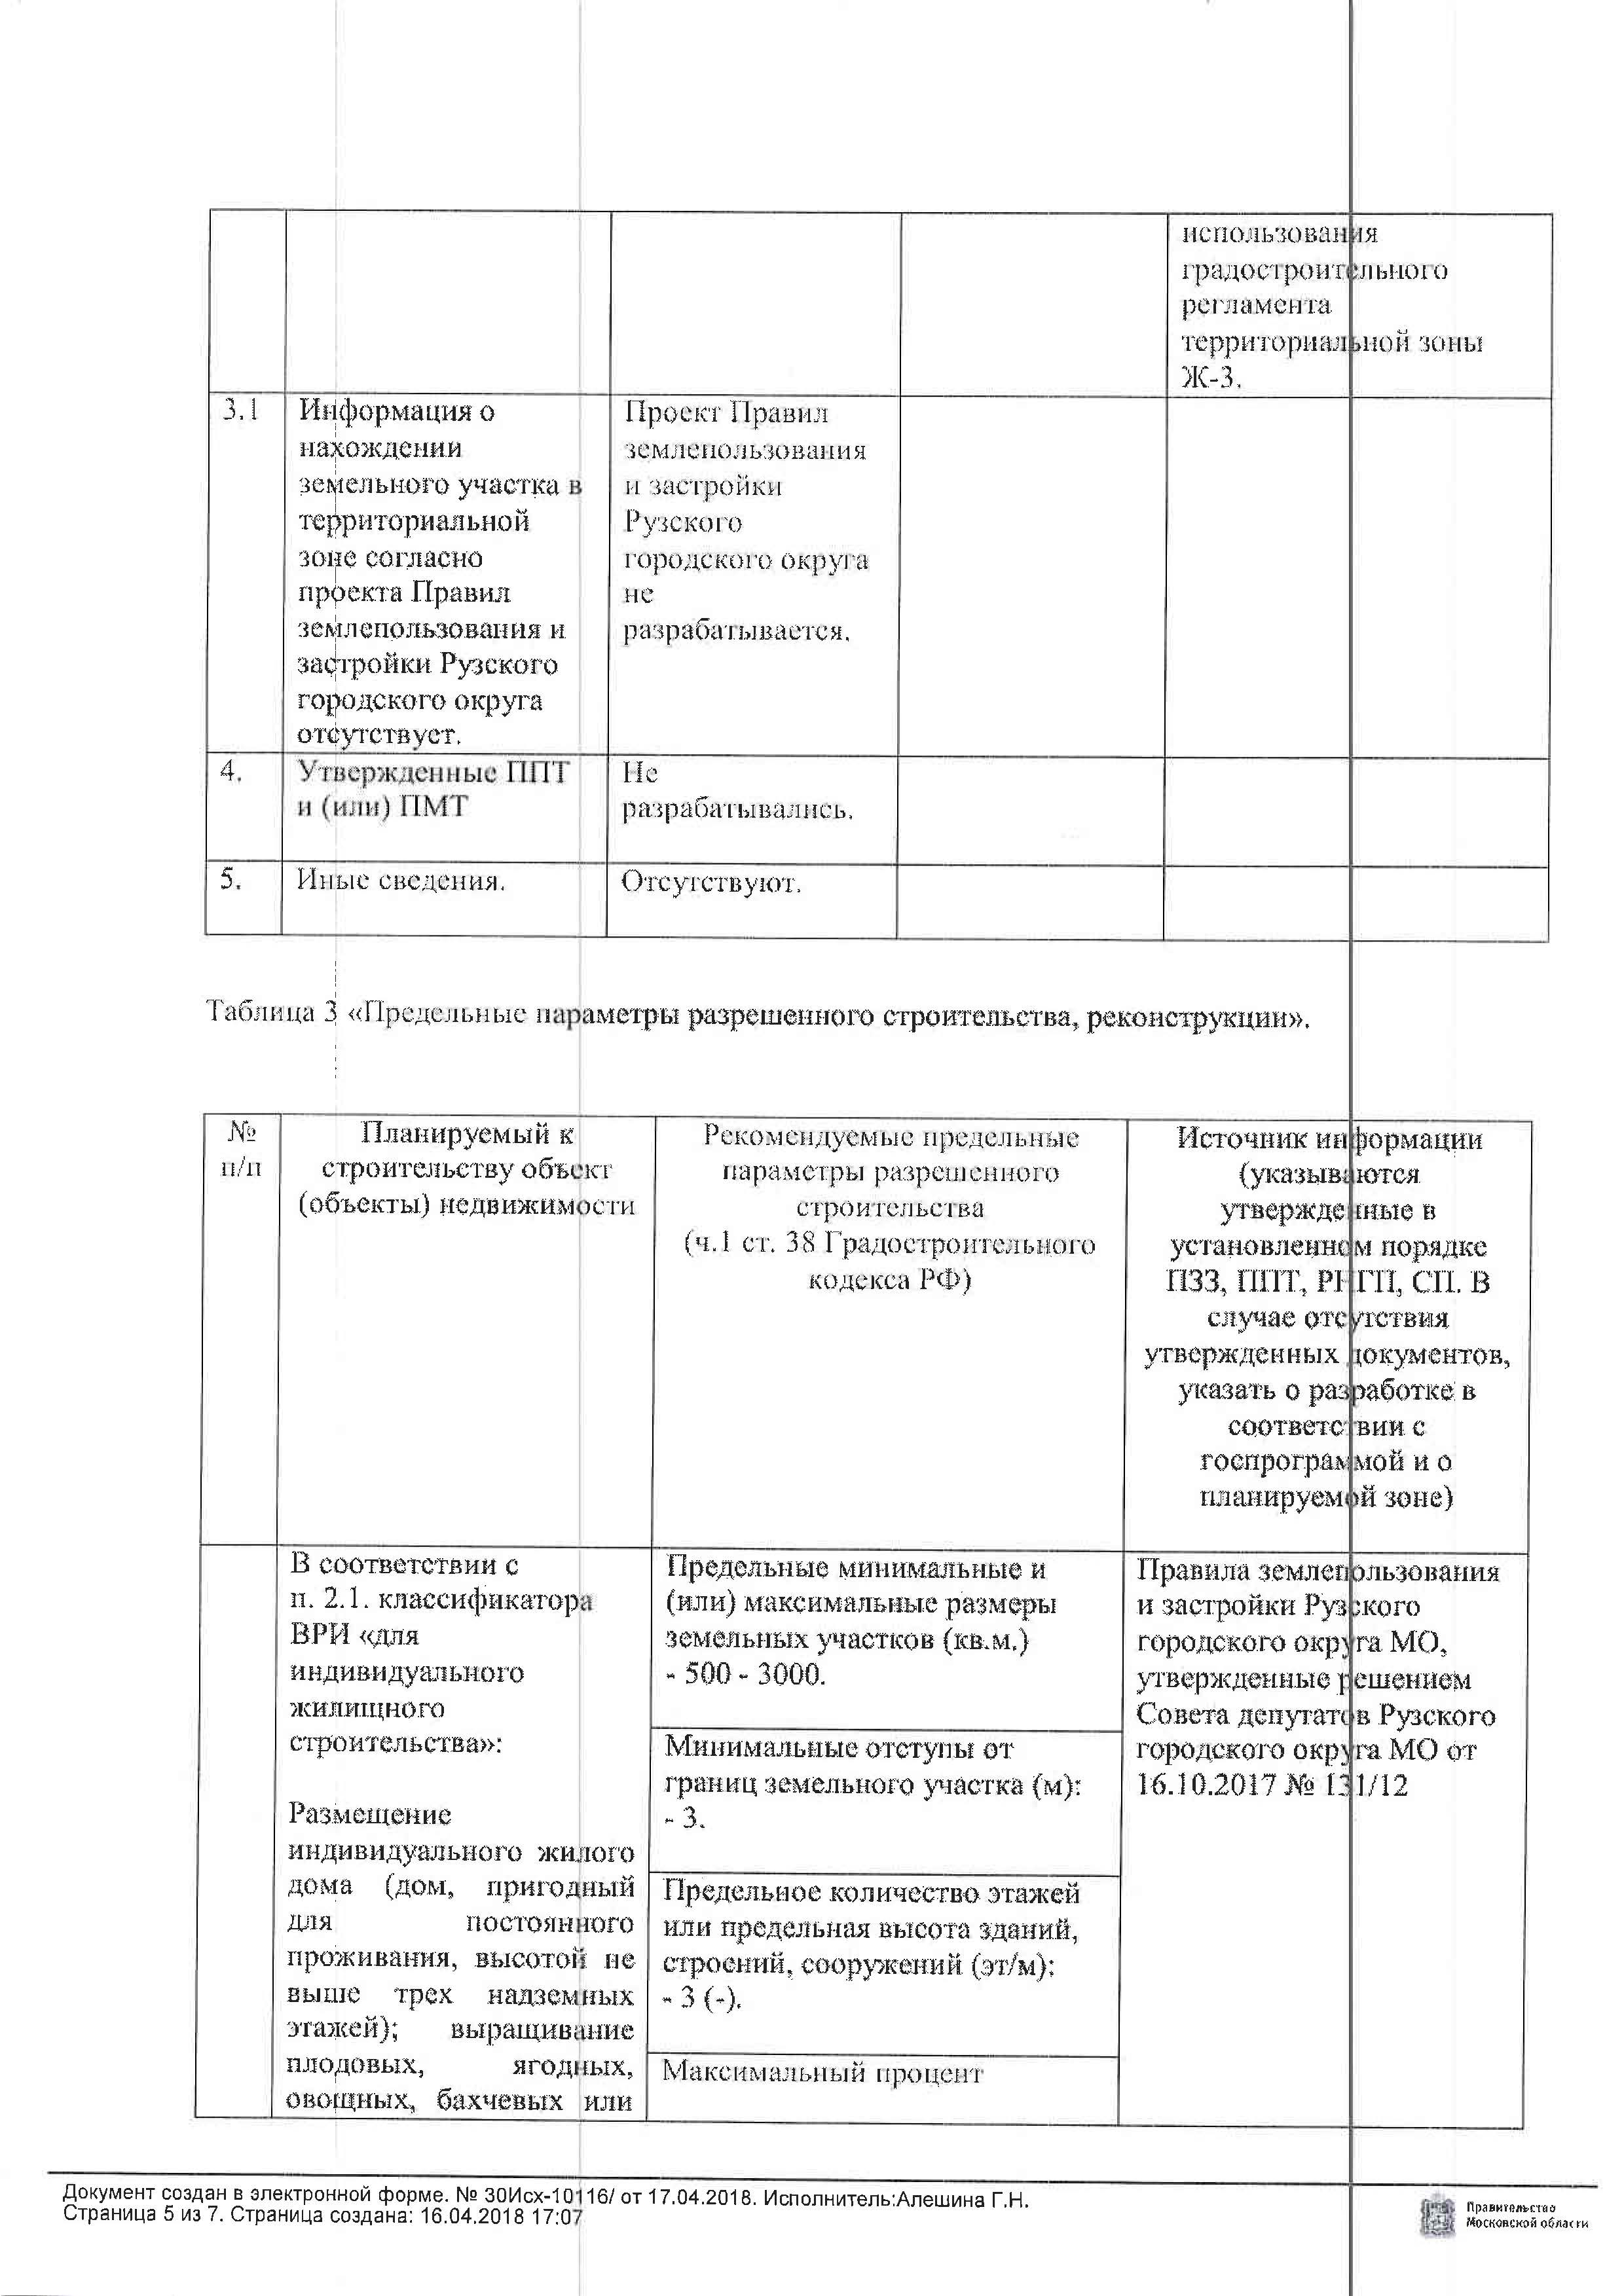 использования
градостроительного
регламента
территориальной зоны
Ж-3.
3.1
Информация о
нахождении
земельного участка в
территориальной
зоне согласно
проекта Правил
землепользования и
застройки Рузского
городского округа
отсутствует.
Проект Правил
землепользования
и застройки
Рузского
городского округа
не
разрабатывается.
4.
Утвержденные ППТ
и (или) ПМТ
Не
разрабатывались.
5.
Иные сведения.
Отсутствуют.
Таблица 3 «Предельные параметры разрешенного строительства, реконструкции».
№
п/п
Планируемый к
строительству объект
(объекты) недвижимости
Рекомендуемые предельные
параметры разрешенного
строительства
(ч.1 ст. 38 Градостроительного
кодекса РФ)
Источник информации
(указываются
утвержденные в
установленном порядке
ПЗЗ, ППТ, РНГП, СП. В
случае отсутствия
утвержденных документов,
указать о разработке в
соответствии с
госпрограммой и о
планируемой зоне)
В соответствии с
п. 2.1. классификатора
ВРИ «для
индивидуального
жилищного
строительства»:
Размещение
индивидуального жилого
дома (дом, пригодный
для постоянного
проживания, высотой не
выше трех надземных
этажей); выращивание
плодовых, ягодных,
овощных, бахчевых или
Предельные минимальные и
(или) максимальные размеры
земельных участков (кв.м.)
- 500 - 3000.
Минимальные отступы от
границ земельного участка (м):
- 3.
Предельное количество этажей
или предельная высота зданий,
строений, сооружений (эт/м):
- 3 (-).
Максимальный процент
Правила землепользования
и застройки Рузского
городского округа МО,
утвержденные решением
Совета депутатов Рузского
городского округа МО от
16.10.2017 № 131/12
Документ создан в электронной форме. № 30Исх-10116/ от 17.04.2018. Исполнитель:Алешина Г.Н.
Страница 5 из 7. Страница создана: 16.04.2018 17:07
Правительство
Московской области